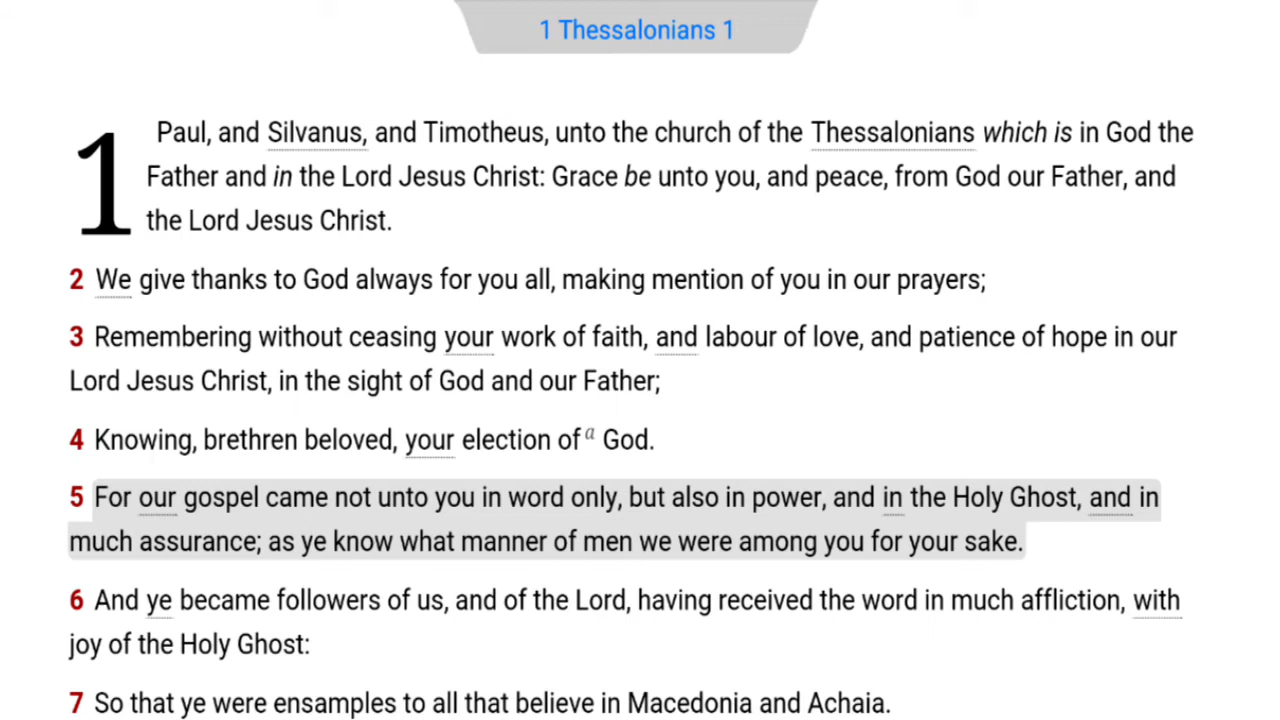 1 Thessalonians 1
1 Paul, and Silvanus, and Timotheus, unto the church of the Thessalonians which is in God the
Father and in the Lord Jesus Christ: Grace be unto you, and peace, from God our Father, and
the Lord Jesus Christ.
2 We give thanks to God always for you all, making mention of you in our prayers;
3 Remembering without ceasing your work of faith, and labour of love, and patience of hope in our
Lord Jesus Christ, in the sight of God and our Father;
4 Knowing, brethren beloved, your election of a God.
5 For our gospel came not unto you in word only, but also in power, and in the Holy Ghost, and in
much assurance; as ye know what manner of men we were among you for your sake.
6 And ye became followers of us, and of the Lord, having received the word in much affliction, with
joy of the Holy Ghost:
7 So that ye were ensamples to all that believe in Macedonia and Achaia.